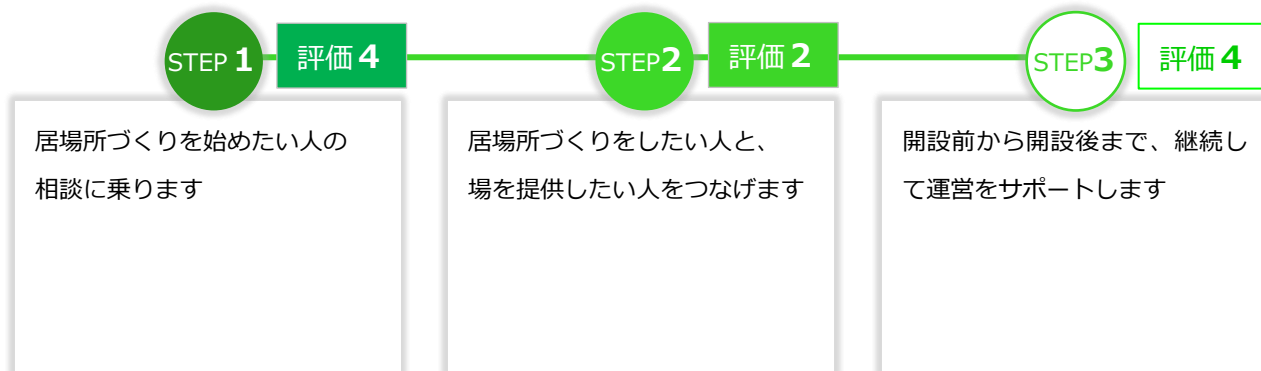 STEP 1 評価 4
居場所づくりを始めたい人の
相談に乗ります
STEP2 評価 2
居場所づくりをしたい人と、
場を提供したい人をつなげます
STEP3 評価 4
開設前から開設後まで、継続し
て運営をサポートします